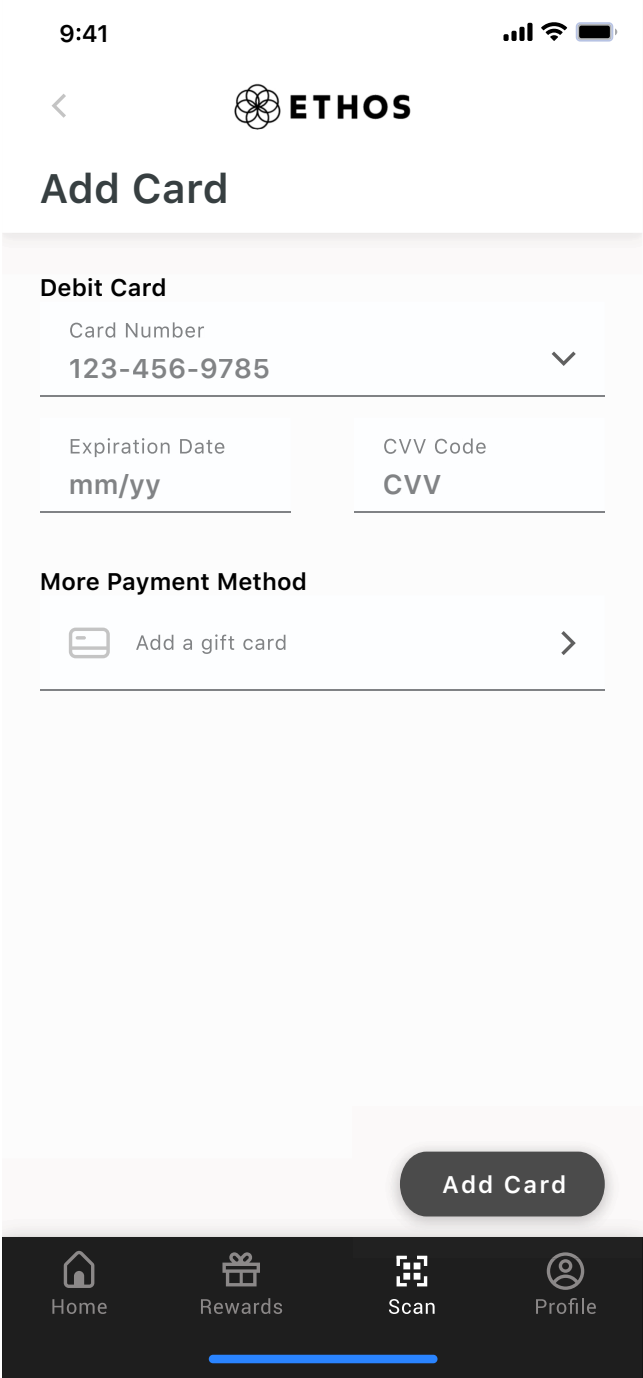 9:41
ETHOS
Add Card
Debit Card
Card Number
123-456-9785
Expiration Date CVV Code
mm/yy CVV
More Payment Method
Add a gift card
Add Card
Home Rewards Scan Profile